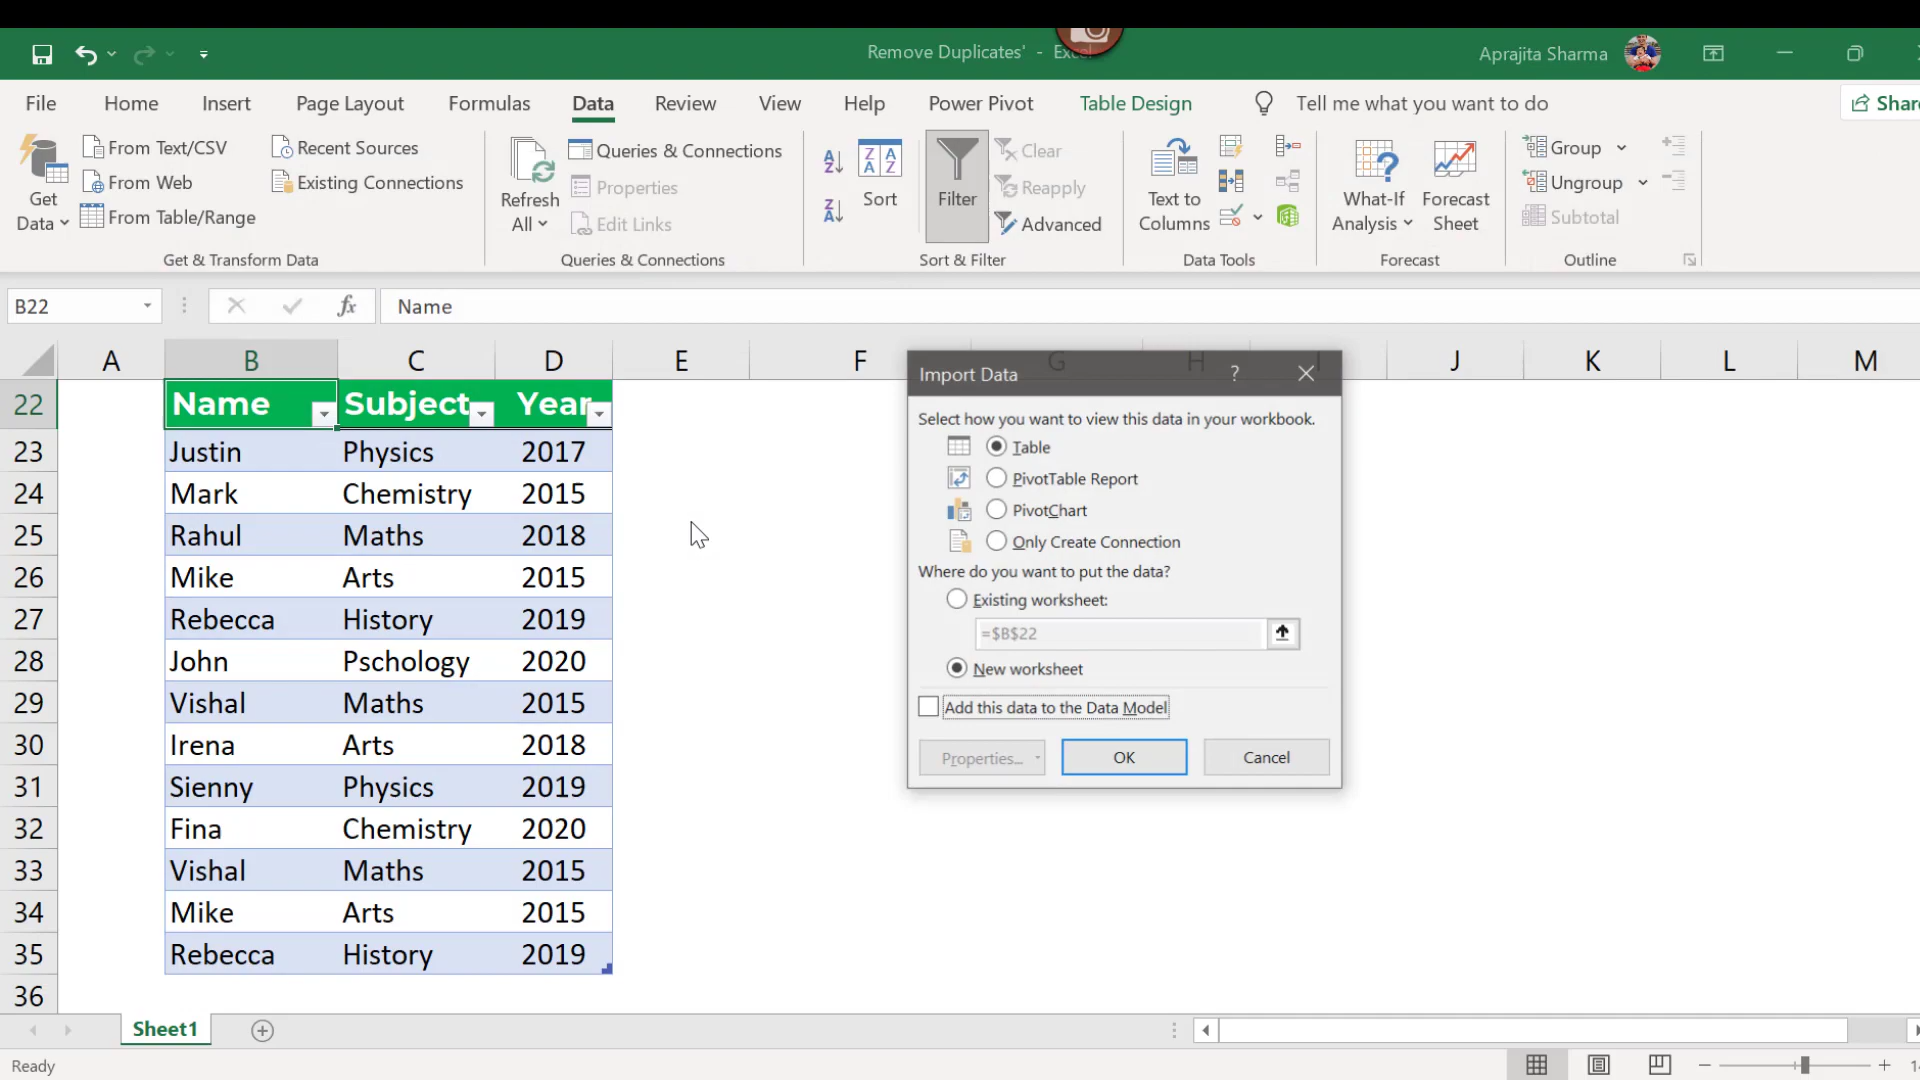 Remove Duplicates' - Excel
Aprajita Sharma
File Home Insert Page Layout Formulas Data Review View Help Power Pivot Table Design Tell me what you want to do
Get Data
From Text/CSV
From Web
From Table/Range
Recent Sources
Existing Connections
Get & Transform Data
Refresh All
Queries & Connections
Properties
Edit Links
Queries & Connections
Sort
Filter
Clear
Reapply
Advanced
Sort & Filter
Text to Columns
Data Tools
What-If Analysis
Forecast Sheet
Forecast
Group
Ungroup
Subtotal
Outline
B22 fx Name
A B C D E F G H I J K L M
22 Name Subject Year
23 Justin Physics 2017
24 Mark Chemistry 2015
25 Rahul Maths 2018
26 Mike Arts 2015
27 Rebecca History 2019
28 John Pschology 2020
29 Vishal Maths 2015
30 Irena Arts 2018
31 Sienny Physics 2019
32 Fina Chemistry 2020
33 Vishal Maths 2015
34 Mike Arts 2015
35 Rebecca History 2019
36
Import Data ?
Select how you want to view this data in your workbook.
Table
PivotTable Report
PivotChart
Only Create Connection
Where do you want to put the data?
Existing worksheet:
=$B$22
New worksheet
Add this data to the Data Model
Properties... OK Cancel
Sheet1
Ready